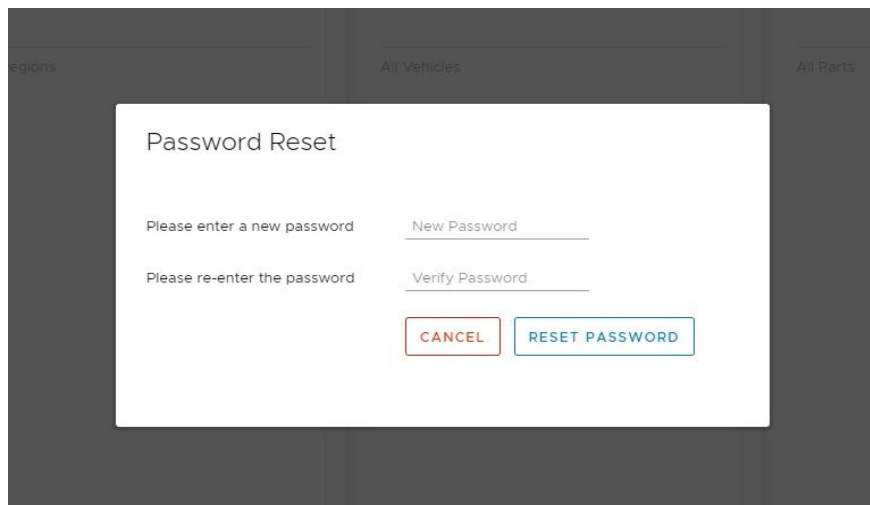 egions
All Vehicles
All Parts
Password Reset
Please enter a new password
New Password
Please re-enter the password
Verify Password
CANCEL
RESET PASSWORD